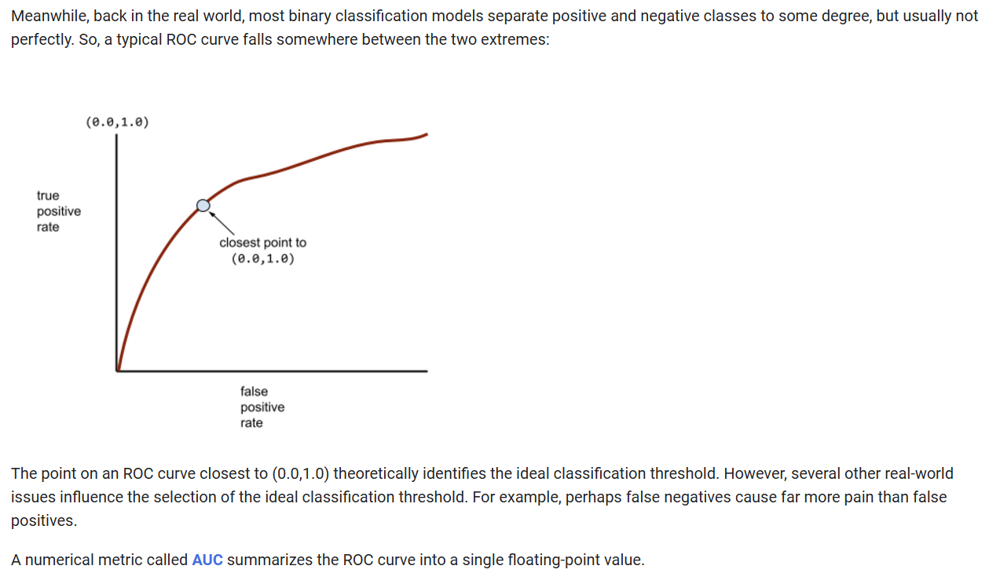 Meanwhile, back in the real world, most binary classification models separate positive and negative classes to some degree, but usually not
perfectly. So, a typical ROC curve falls somewhere between the two extremes:
(0.0,1.0)
true
positive
rate
closest point to
(0.0,1.0)
false
positive
rate
The point on an ROC curve closest to (0.0,1.0) theoretically identifies the ideal classification threshold. However, several other real-world
issues influence the selection of the ideal classification threshold. For example, perhaps false negatives cause far more pain than false
positives.
A numerical metric called AUC summarizes the ROC curve into a single floating-point value.